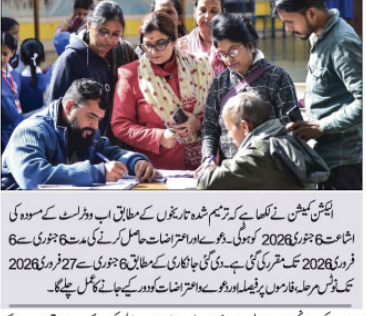 الیکشن کمیشن نے لکھا ہے کہ ترمیم شدہ تاریخوں کے مطابق اب ووٹر لسٹ کے مسودہ کی
اشاعت 6 جنوری 2026 کو ہوگی۔ دعوے اور اعتراضات حاصل کرنے کی مدت 6 جنوری سے 6
فروری 2026 تک مقرر کی گئی ہے۔ دی گئی جانکاری کے مطابق 6 جنوری سے 27 فروری 2026
تک نوٹس مرحلہ، فارموں پر فیصلہ اور دعوے و اعتراضات کو دور کیے جانے کا عمل چلے گا۔